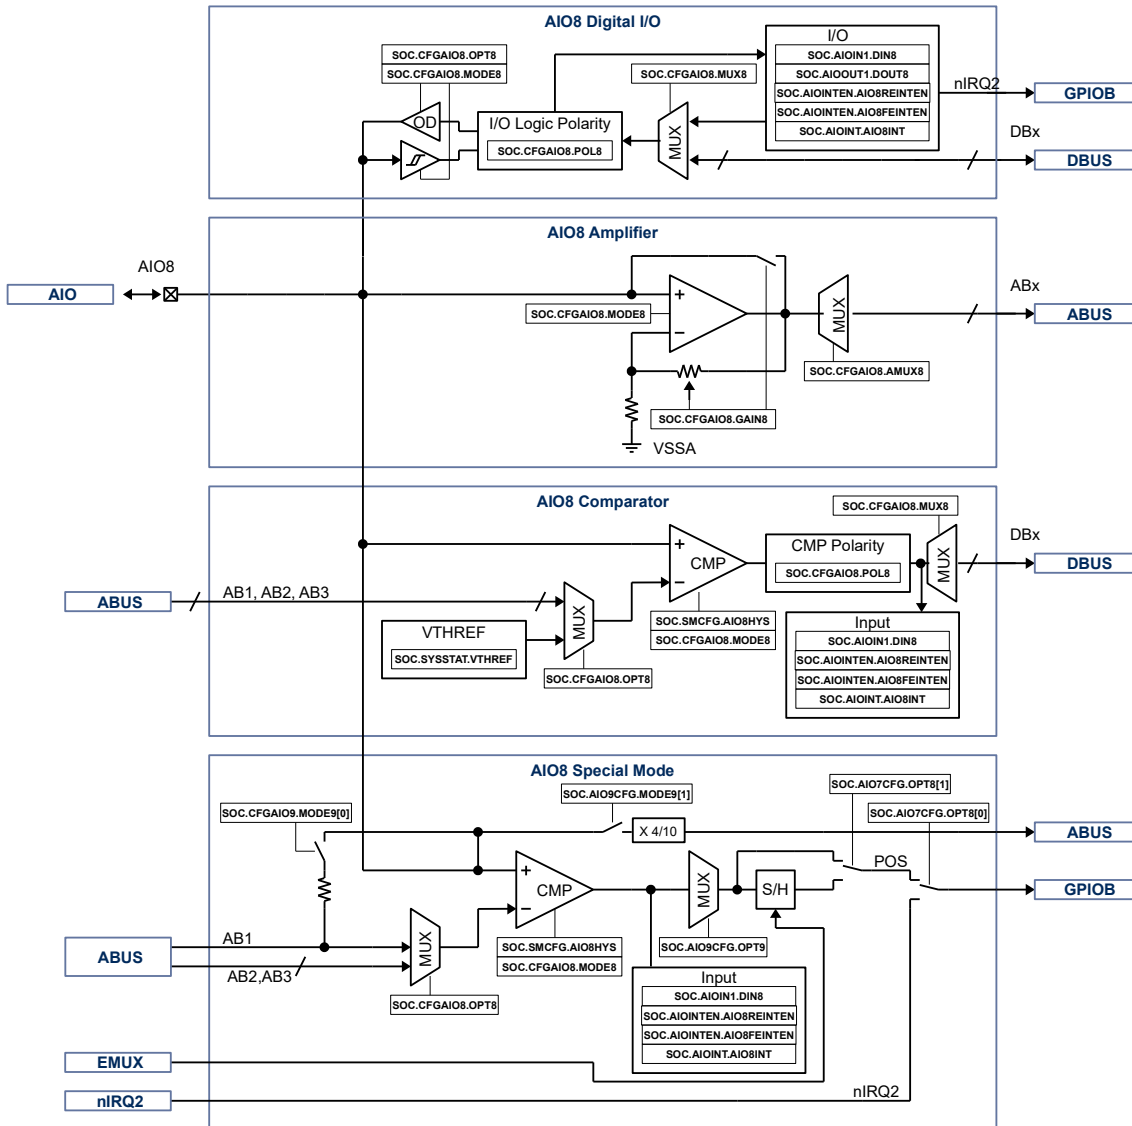 AIO8 Digital I/O
SOC.CFGAIO8.OPT8
SOC.CFGAIO8.MODE8
OD
I/O Logic Polarity
SOC.CFGAIO8.POL8
SOC.CFGAIO8.MUX8
MUX
I/O
SOC.AIOIN1.DIN8
SOC.AIOOUT1.DOUT8
SOC.AIOINTEN.AIO8REINTEN
SOC.AIOINTEN.AIO8FEINTEN
SOC.AIOINT.AIO8INT
nIRQ2
GPIOB
DBx
DBUS
AIO8 Amplifier
AIO
AIO8
SOC.CFGAIO8.MODE8
+
−
MUX
SOC.CFGAIO8.AMUX8
SOC.CFGAIO8.GAIN8
VSSA
ABx
ABUS
AIO8 Comparator
ABUS
AB1, AB2, AB3
VTHREF
SOC.SYSSTAT.VTHREF
MUX
SOC.CFGAIO8.OPT8
+
−
CMP
SOC.SMCFG.AIO8HYS
SOC.CFGAIO8.MODE8
CMP Polarity
SOC.CFGAIO8.POL8
SOC.CFGAIO8.MUX8
MUX
DBx
DBUS
Input
SOC.AIOIN1.DIN8
SOC.AIOINTEN.AIO8REINTEN
SOC.AIOINTEN.AIO8FEINTEN
SOC.AIOINT.AIO8INT
AIO8 Special Mode
SOC.CFGAIO9.MODE9[0]
SOC.AIO9CFG.MODE9[1]
X 4/10
SOC.AIO7CFG.OPT8[1]
SOC.AIO7CFG.OPT8[0]
ABUS
POS
GPIOB
+
−
CMP
SOC.SMCFG.AIO8HYS
SOC.CFGAIO8.MODE8
MUX
SOC.AIO9CFG.OPT9
S/H
ABUS
AB1
AB2,AB3
MUX
SOC.CFGAIO8.OPT8
Input
SOC.AIOIN1.DIN8
SOC.AIOINTEN.AIO8REINTEN
SOC.AIOINTEN.AIO8FEINTEN
SOC.AIOINT.AIO8INT
EMUX
nIRQ2
nIRQ2